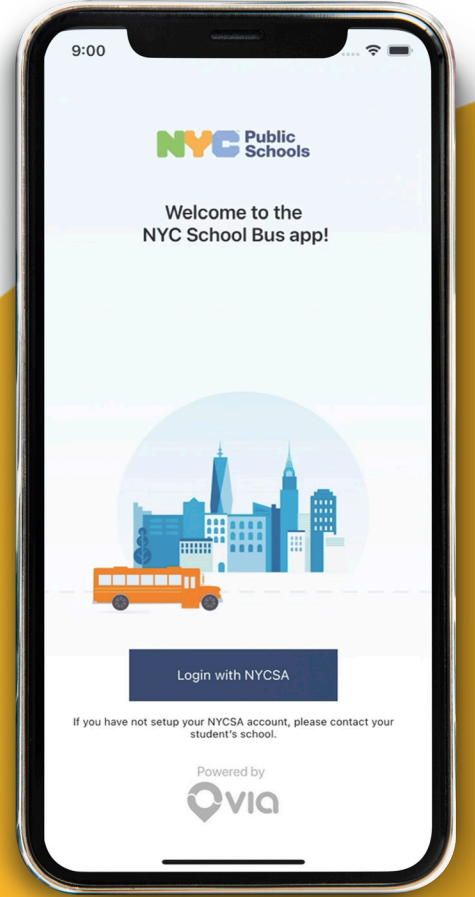 9:00
NYC Public
Schools
Welcome to the
NYC School Bus app!
Login with NYCSA
If you have not setup your NYCSA account, please contact your
student's school.
Powered by
via